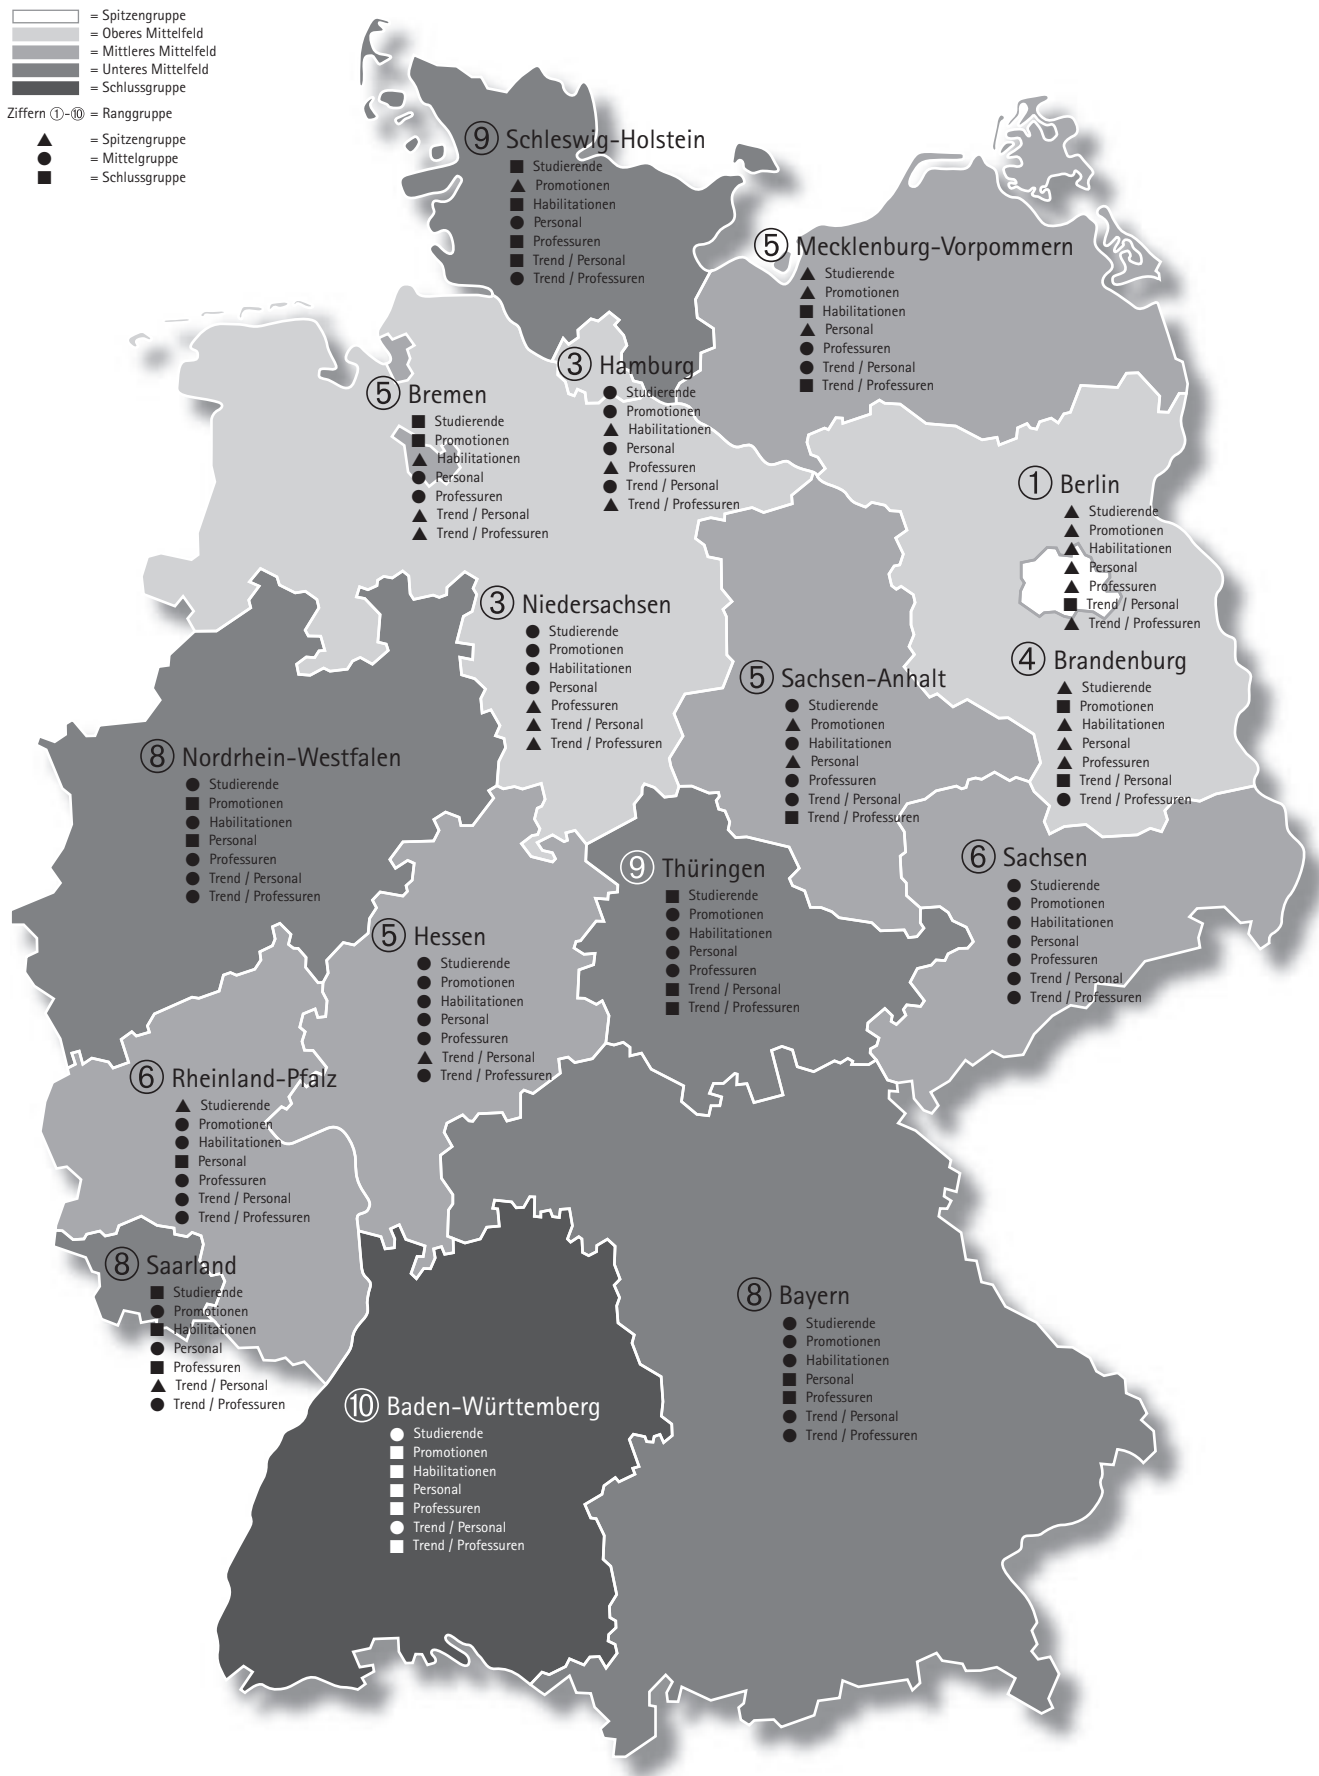 = Spitzengruppe
= Oberes Mittelfeld
= Mittleres Mittelfeld
= Unteres Mittelfeld
= Schlussgruppe
Ziffern ①-⑩ = Ranggruppe
▲ = Spitzengruppe
● = Mittelgruppe
■ = Schlussgruppe
⑨ Schleswig-Holstein
■ Studierende
▲ Promotionen
■ Habilitationen
● Personal
■ Professuren
■ Trend / Personal
● Trend / Professuren
⑤ Mecklenburg-Vorpommern
▲ Studierende
▲ Promotionen
■ Habilitationen
▲ Personal
● Professuren
● Trend / Personal
■ Trend / Professuren
③ Hamburg
● Studierende
● Promotionen
▲ Habilitationen
● Personal
▲ Professuren
● Trend / Personal
▲ Trend / Professuren
⑤ Bremen
■ Studierende
■ Promotionen
▲ Habilitationen
● Personal
● Professuren
▲ Trend / Personal
▲ Trend / Professuren
① Berlin
▲ Studierende
▲ Promotionen
▲ Habilitationen
▲ Personal
▲ Professuren
■ Trend / Personal
▲ Trend / Professuren
③ Niedersachsen
● Studierende
● Promotionen
● Habilitationen
● Personal
▲ Professuren
▲ Trend / Personal
▲ Trend / Professuren
④ Brandenburg
▲ Studierende
■ Promotionen
▲ Habilitationen
▲ Personal
▲ Professuren
■ Trend / Personal
● Trend / Professuren
⑤ Sachsen-Anhalt
● Studierende
▲ Promotionen
● Habilitationen
▲ Personal
● Professuren
● Trend / Personal
■ Trend / Professuren
⑧ Nordrhein-Westfalen
● Studierende
■ Promotionen
● Habilitationen
■ Personal
● Professuren
● Trend / Personal
● Trend / Professuren
⑥ Sachsen
● Studierende
● Promotionen
● Habilitationen
● Personal
● Professuren
● Trend / Personal
● Trend / Professuren
⑨ Thüringen
■ Studierende
● Promotionen
● Habilitationen
● Personal
● Professuren
■ Trend / Personal
■ Trend / Professuren
⑤ Hessen
● Studierende
● Promotionen
● Habilitationen
● Personal
● Professuren
▲ Trend / Personal
● Trend / Professuren
⑥ Rheinland-Pfalz
▲ Studierende
● Promotionen
● Habilitationen
■ Personal
● Professuren
● Trend / Personal
● Trend / Professuren
⑧ Saarland
■ Studierende
● Promotionen
■ Habilitationen
● Personal
■ Professuren
▲ Trend / Personal
● Trend / Professuren
⑧ Bayern
● Studierende
● Promotionen
● Habilitationen
■ Personal
■ Professuren
● Trend / Personal
● Trend / Professuren
⑩ Baden-Württemberg
● Studierende
■ Promotionen
■ Habilitationen
■ Personal
■ Professuren
● Trend / Personal
■ Trend / Professuren